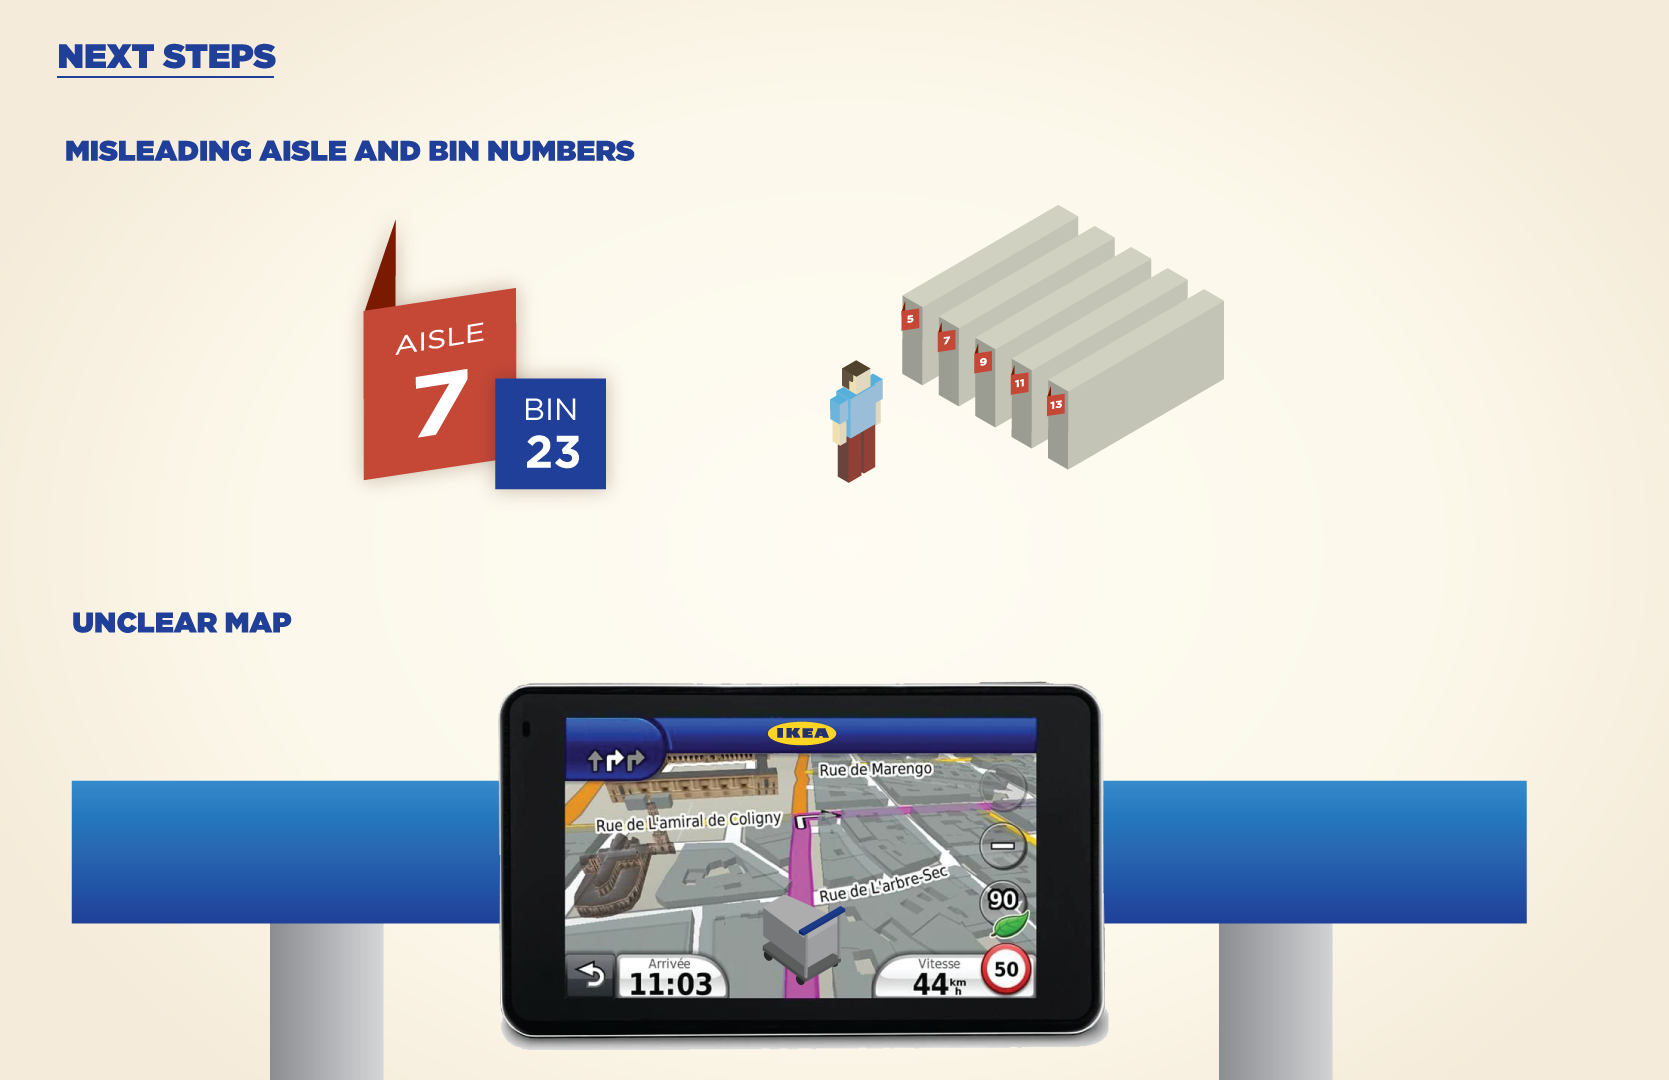 NEXT STEPS
MISLEADING AISLE AND BIN NUMBERS
AISLE
7
BIN
23
5
7
9
11
13
UNCLEAR MAP
IKEA
Rue de Marengo
Rue de L'amiral de Coligny
Rue de L'arbre-Sec
90
Arrivée
11:03
Vitesse
44 km/h
50